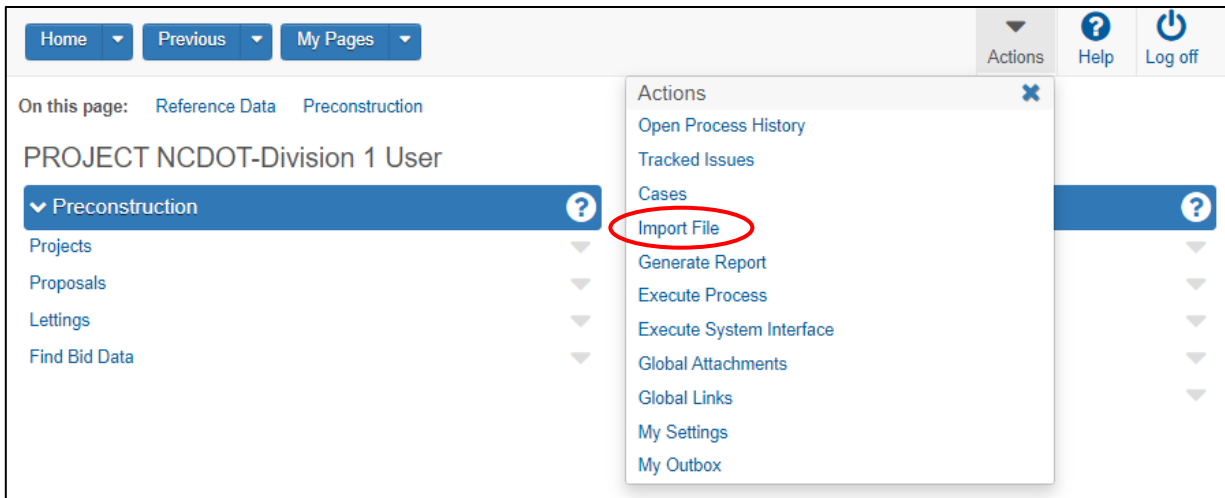 Home Previous My Pages
Actions Help Log off
On this page: Reference Data Preconstruction
PROJECT NCDOT-Division 1 User
Preconstruction
Projects
Proposals
Lettings
Find Bid Data
Actions
Open Process History
Tracked Issues
Cases
Import File
Generate Report
Execute Process
Execute System Interface
Global Attachments
Global Links
My Settings
My Outbox